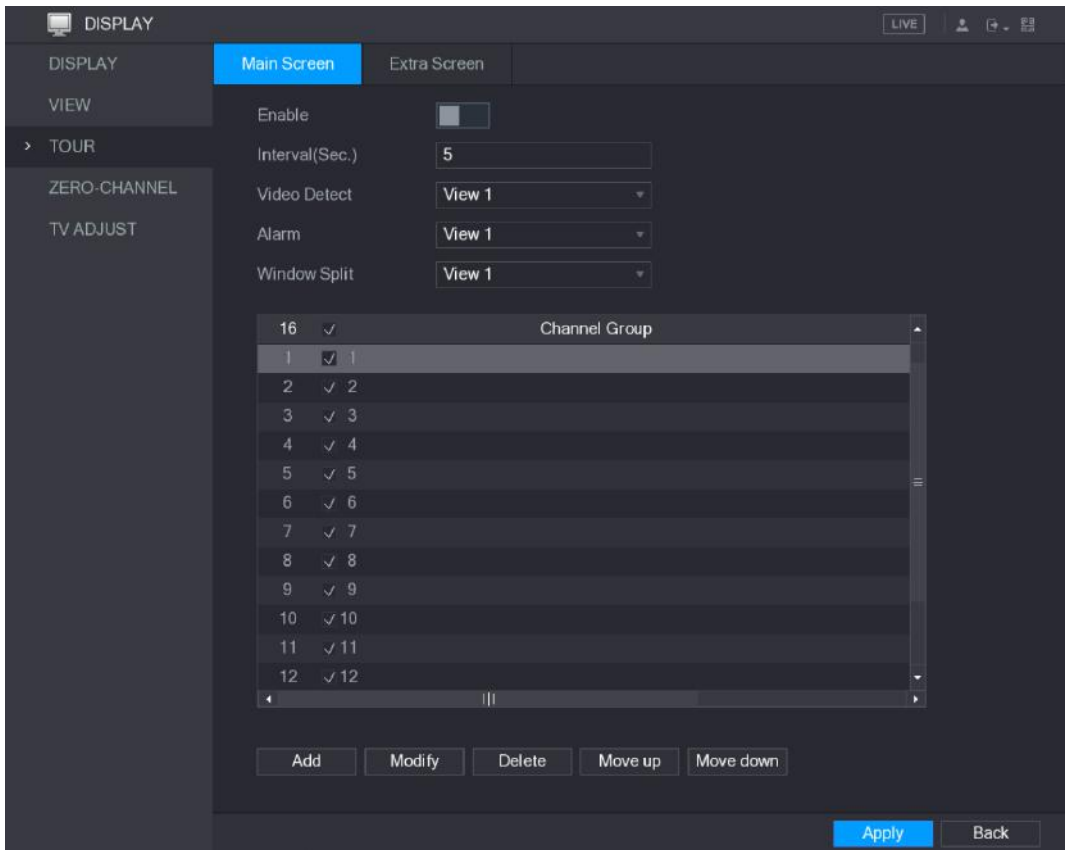 DISPLAY LIVE
DISPLAY
VIEW
TOUR
ZERO-CHANNEL
TV ADJUST
Main Screen Extra Screen
Enable
Interval(Sec.) 5
Video Detect View 1
Alarm View 1
Window Split View 1
16 Channel Group
1 1
2 2
3 3
4 4
5 5
6 6
7 7
8 8
9 9
10 10
11 11
12 12
Add Modify Delete Move up Move down
Apply Back